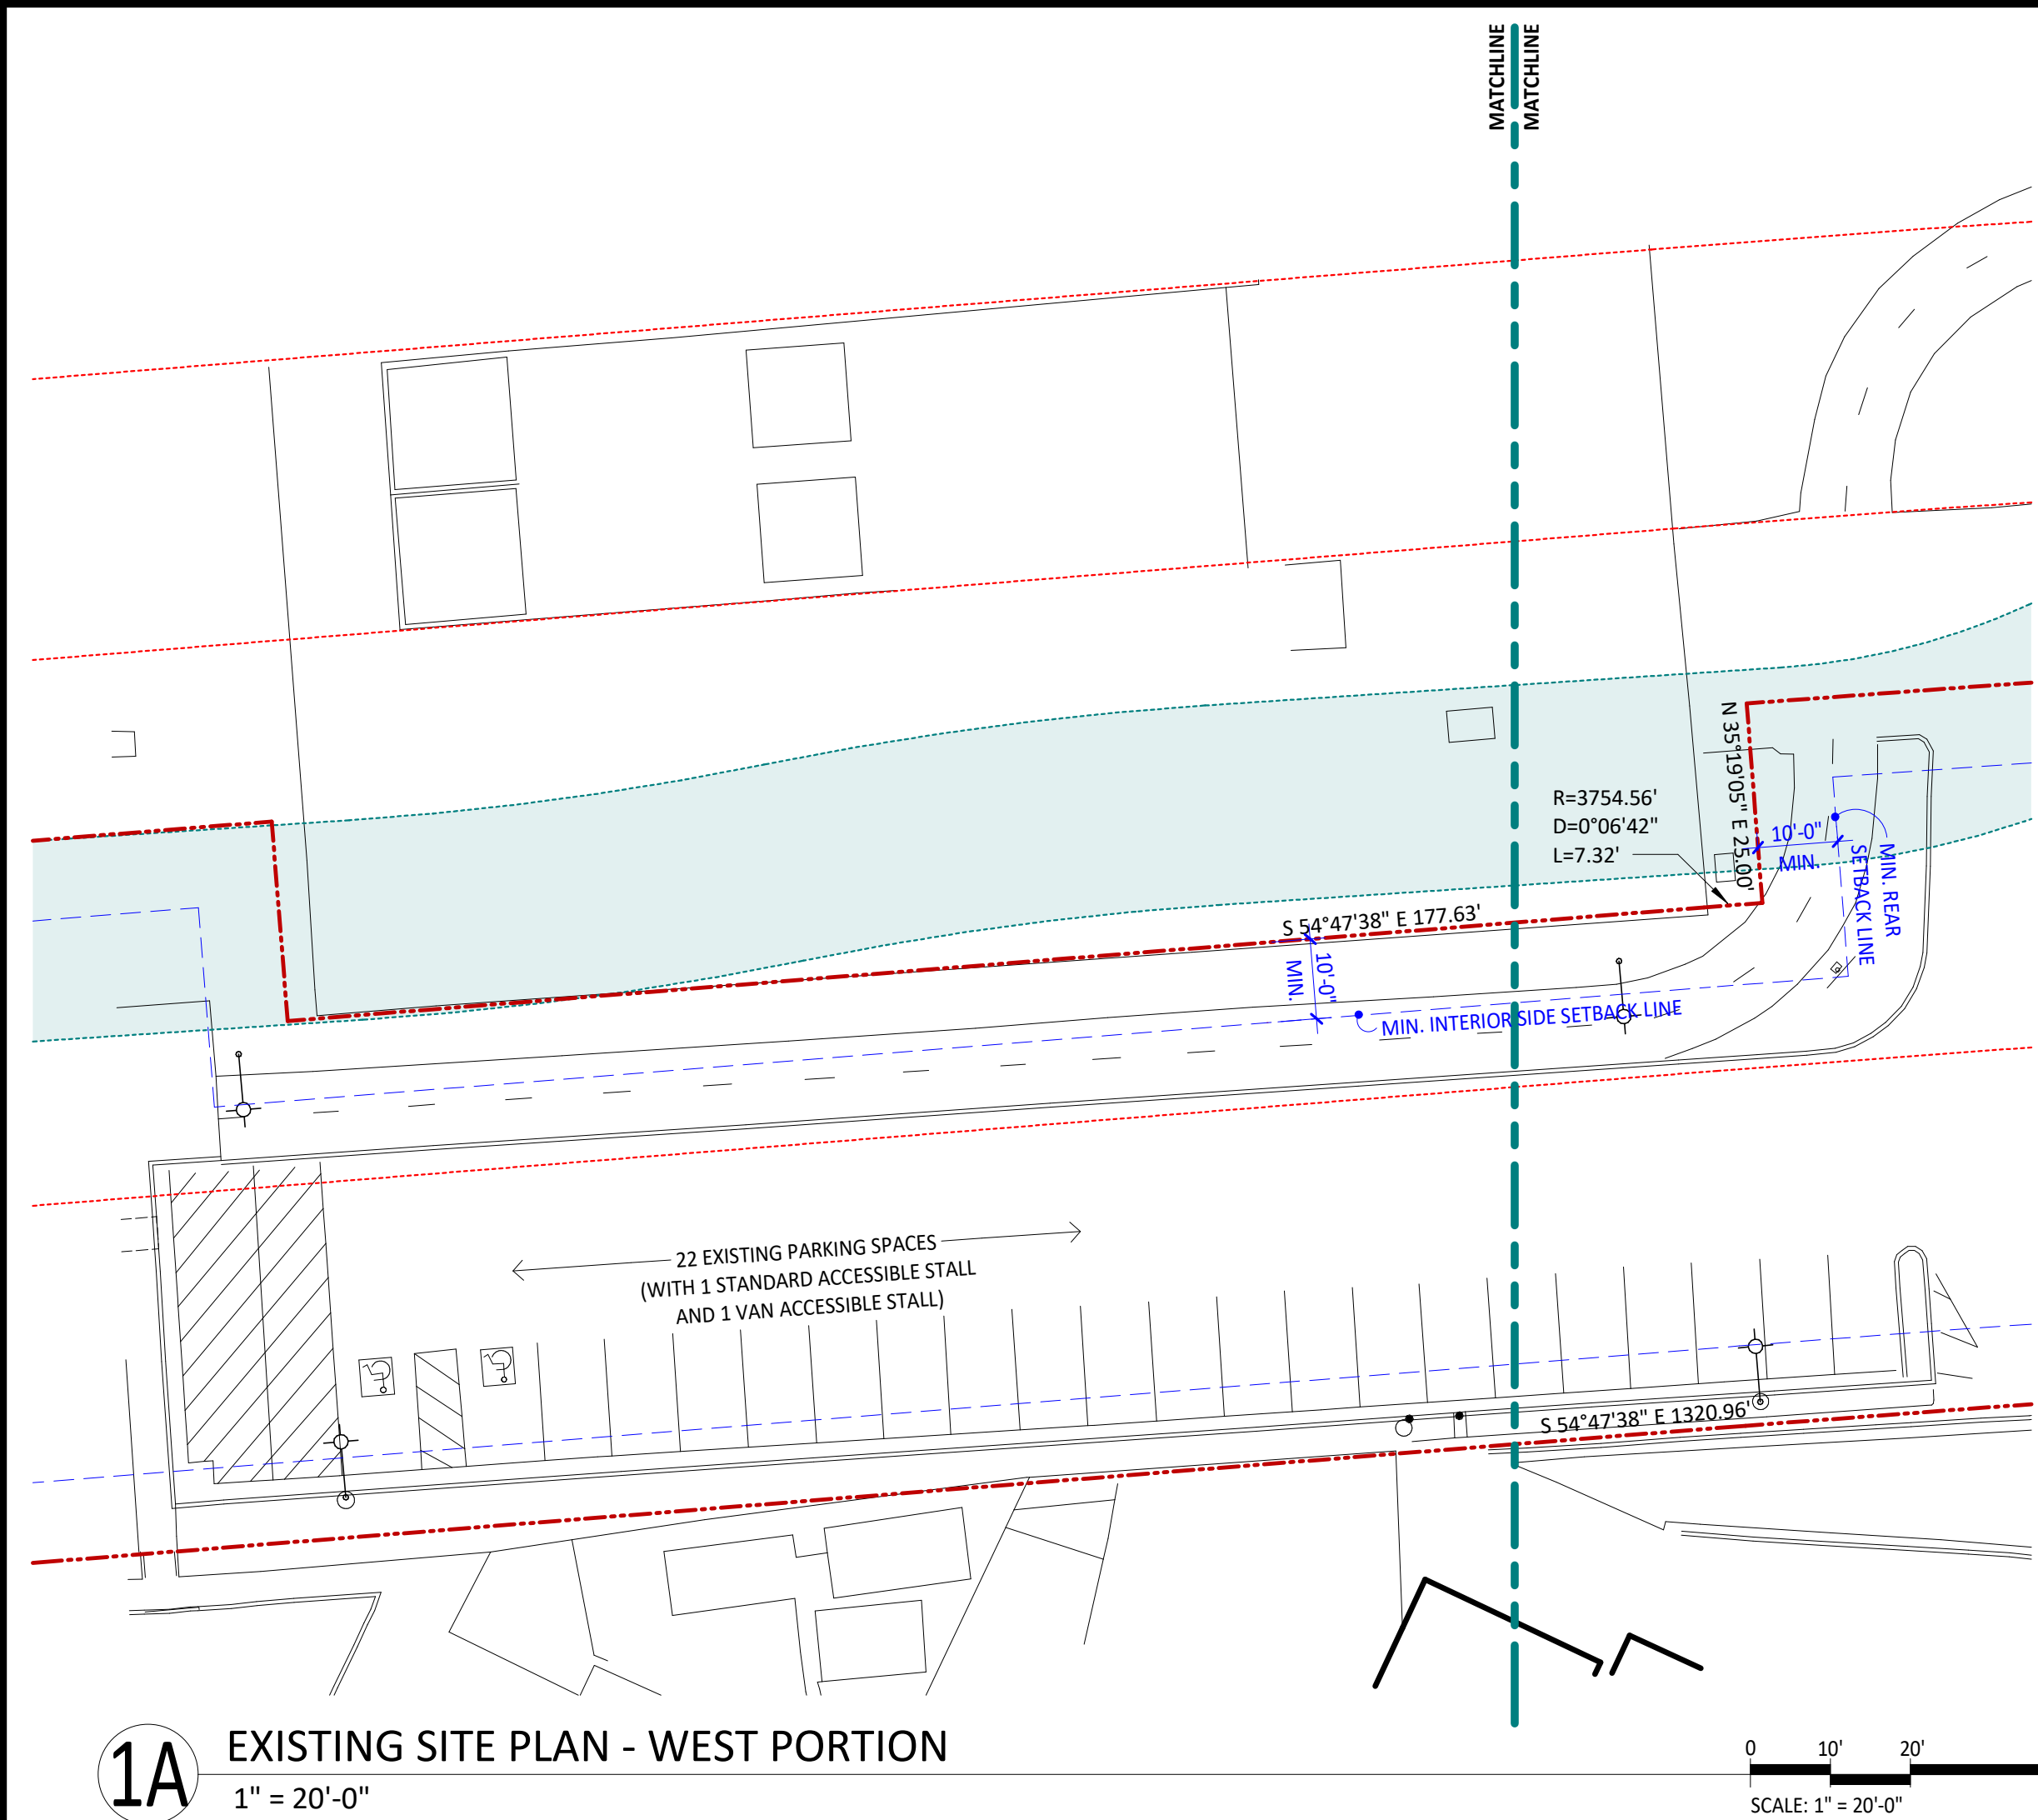 MATCHLINE
MATCHLINE
N 35°19'05" E 25.00'
R=3754.56'
D=0°06'42"
L=7.32'
10'-0"
MIN.
MIN. REAR
SETBACK LINE
S 54°47'38" E 177.63'
10'-0"
MIN.
MIN. INTERIOR SIDE SETBACK LINE
22 EXISTING PARKING SPACES
(WITH 1 STANDARD ACCESSIBLE STALL
AND 1 VAN ACCESSIBLE STALL)
S 54°47'38" E 1320.96'
1A
EXISTING SITE PLAN - WEST PORTION
1" = 20'-0"
0 10' 20'
SCALE: 1" = 20'-0"